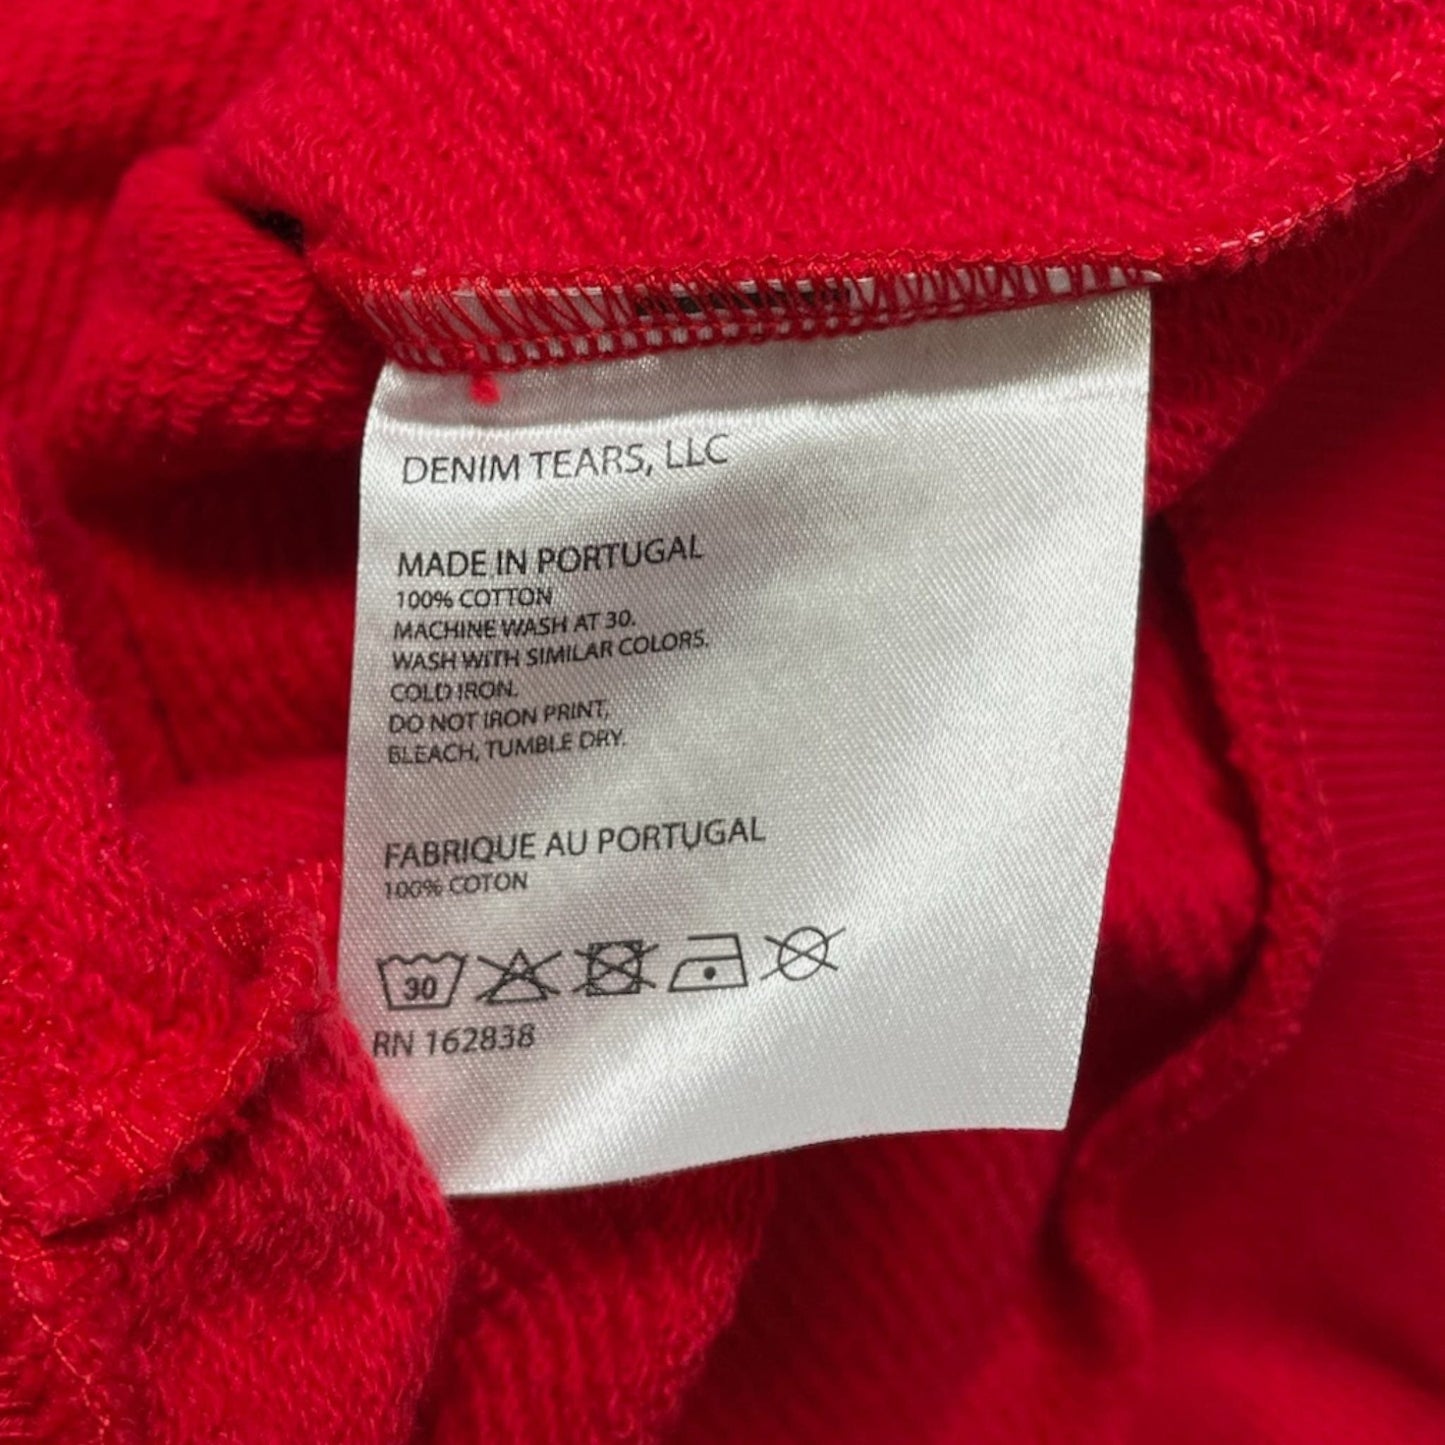 DENIM TEARS, LLC
MADE IN PORTUGAL
100% COTTON
MACHINE WASH AT 30.
WASH WITH SIMILAR COLORS.
COLD IRON.
DO NOT IRON PRINT,
BLEACH, TUMBLE DRY.
FABRIQUE AU PORTUGAL
100% COTON
30
RN 162838